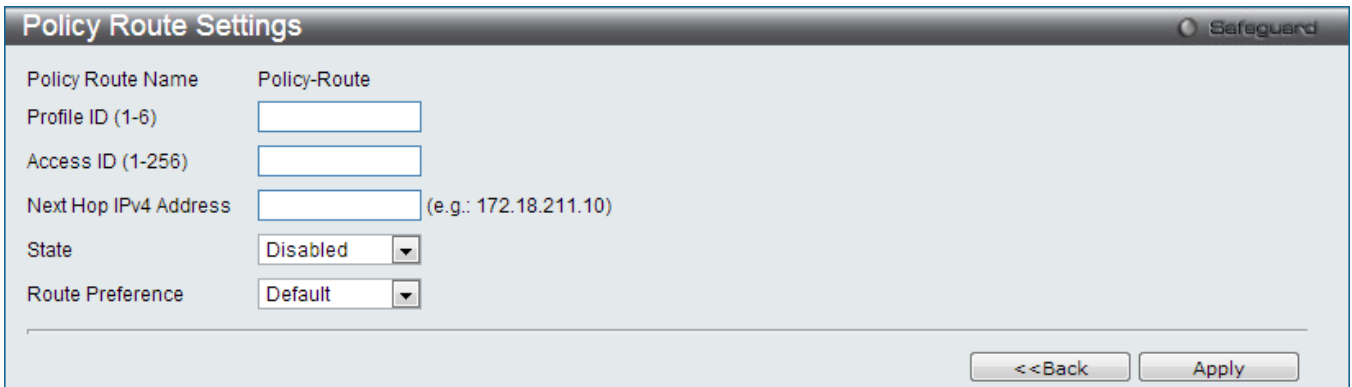 Policy Route Settings
Safeguard
Policy Route Name Policy-Route
Profile ID (1-6)
Access ID (1-256)
Next Hop IPv4 Address (e.g.: 172.18.211.10)
State Disabled
Route Preference Default
<<Back Apply